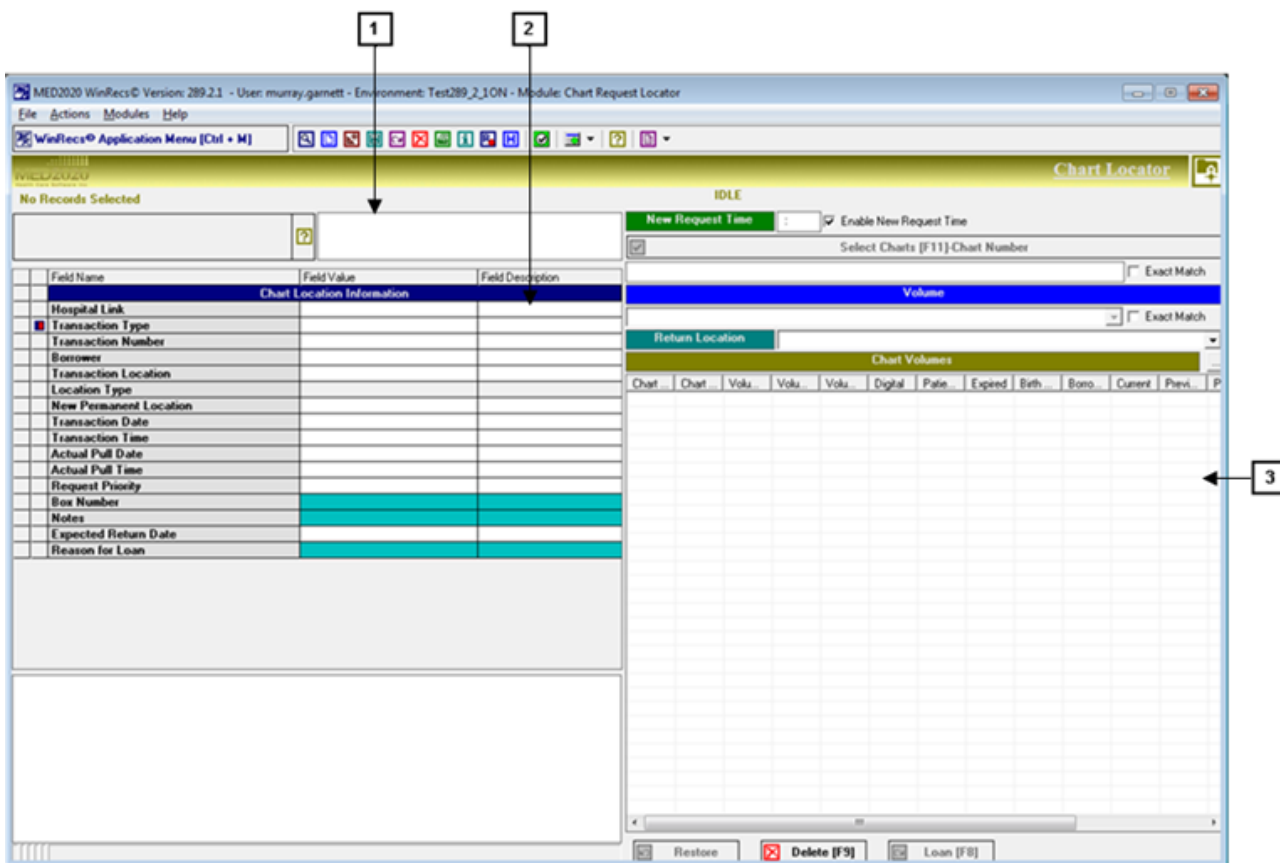 1
2
MED2020 WinRecs© Version: 289.2.1 - User: murray.garnett - Environment: Test289_2_1ON - Module: Chart Request Locator
File Actions Modules Help
WinRecs© Application Menu [Ctrl + M]
MED2020
Chart Locator
No Records Selected
IDLE
New Request Time : Enable New Request Time
Select Charts [F11]-Chart Number
Exact Match
Field Name Field Value Field Description
Chart Location Information
Volume
Hospital Link
Transaction Type
Exact Match
Transaction Number
Return Location
Borrower
Chart Volumes
Transaction Location
Chart ... Chart ... Volu... Volu... Volu... Digital Patie... Expired Birth ... Borro... Current Previ... P
Location Type
New Permanent Location
Transaction Date
Transaction Time
Actual Pull Date
Actual Pull Time
Request Priority
3
Box Number
Notes
Expected Return Date
Reason for Loan
Restore Delete [F9] Loan [F8]